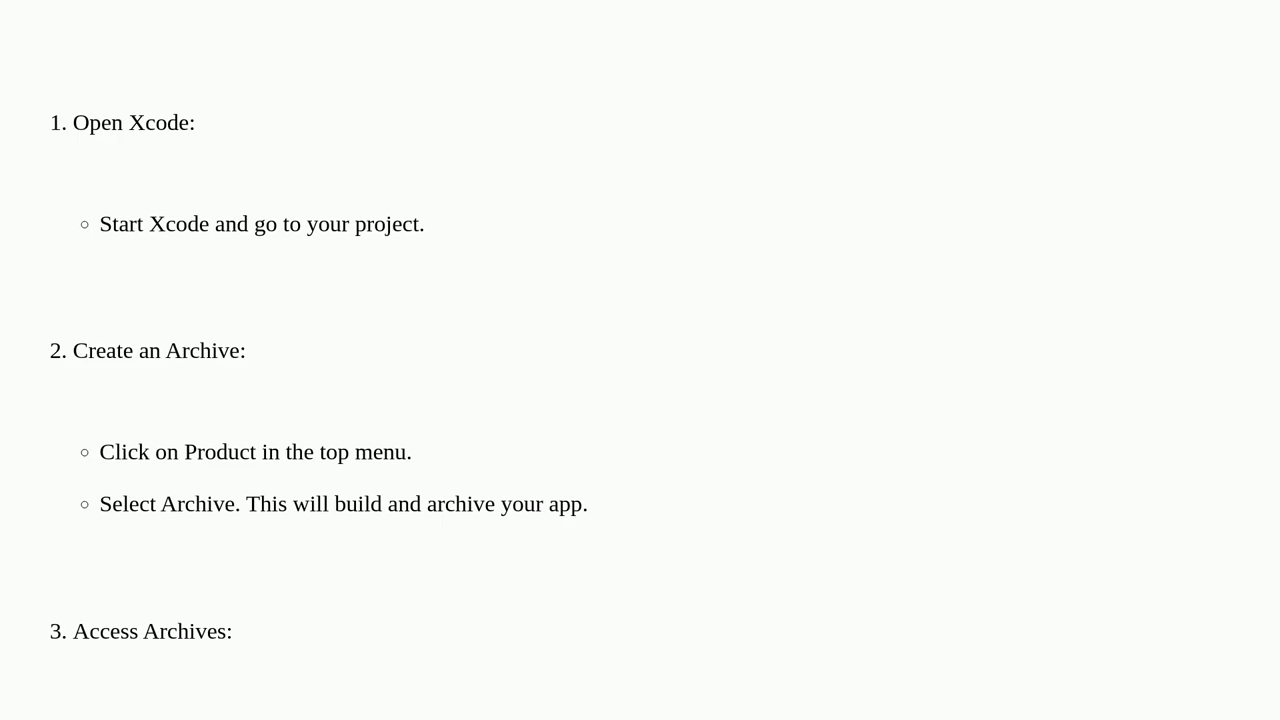 1. Open Xcode:
◦ Start Xcode and go to your project.
2. Create an Archive:
◦ Click on Product in the top menu.
◦ Select Archive. This will build and archive your app.
3. Access Archives: